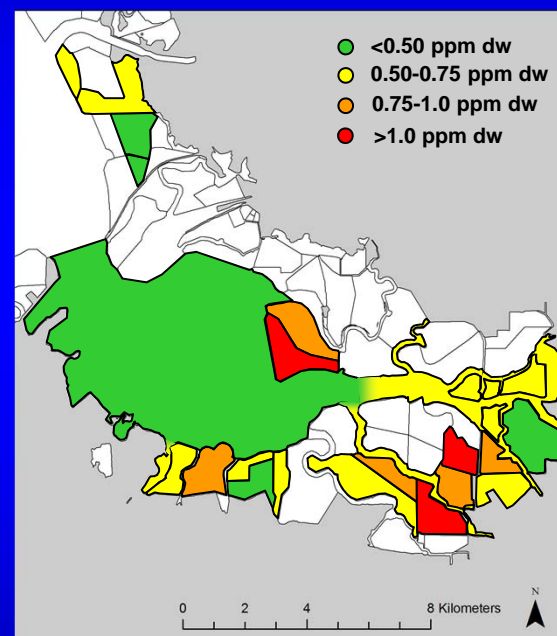 <0.50 ppm dw
0.50-0.75 ppm dw
0.75-1.0 ppm dw
>1.0 ppm dw
N
0 2 4 8 Kilometers